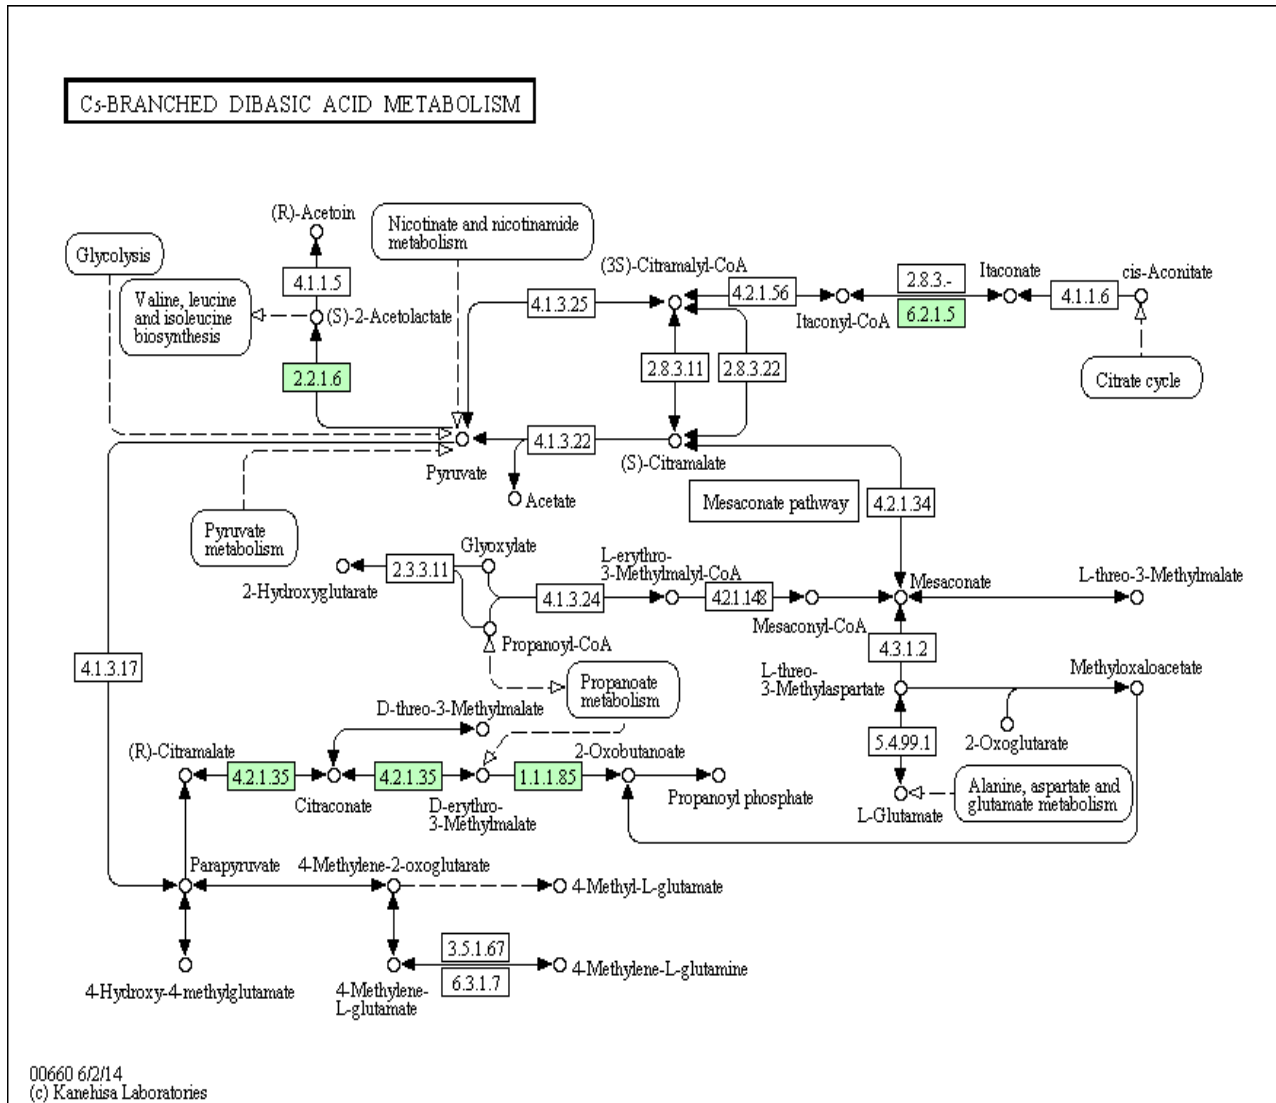 C5-BRANCHED DIBASIC ACID METABOLISM
(R)-Acetoin
Nicotinate and nicotinamide
metabolism
Glycolysis
(3S)-Citramalyl-CoA
Itaconate
cis-Aconitate
4.1.1.5
2.8.3.-
4.2.1.56
4.1.1.6
Valine, leucine
and isoleucine
biosynthesis
(S)-2-Acetolactate
4.1.3.25
Itaconyl-CoA
6.2.1.5
2.2.1.6
2.8.3.11
2.8.3.22
Citrate cycle
4.1.3.22
Pyruvate
(S)-Citramalate
Acetate
Mesaconate pathway
4.2.1.34
Pyruvate
metabolism
Glyoxylate
2.3.3.11
2-Hydroxyglutarate
L-erythro-
3-Methylmalyl-CoA
Mesaconate
L-threo-3-Methylmalate
4.1.3.24
4.2.1.148
Mesaconyl-CoA
Propanoyl-CoA
4.3.1.2
4.1.3.17
L-threo-
3-Methylaspartate
Methyloxaloacetate
Propanoate
metabolism
D-threo-3-Methylmalate
5.4.99.1
2-Oxoglutarate
(R)-Citramalate
2-Oxobutanoate
4.2.1.35
4.2.1.35
1.1.1.85
Citraconate
D-erythro-
3-Methylmalate
Propanoyl phosphate
L-Glutamate
Alanine, aspartate and
glutamate metabolism
Parapyruvate
4-Methylene-2-oxoglutarate
4-Methyl-L-glutamate
3.5.1.67
4-Methylene-L-glutamine
6.3.1.7
4-Hydroxy-4-methylglutamate
4-Methylene-
L-glutamate
00660 6/2/14
(c) Kanehisa Laboratories